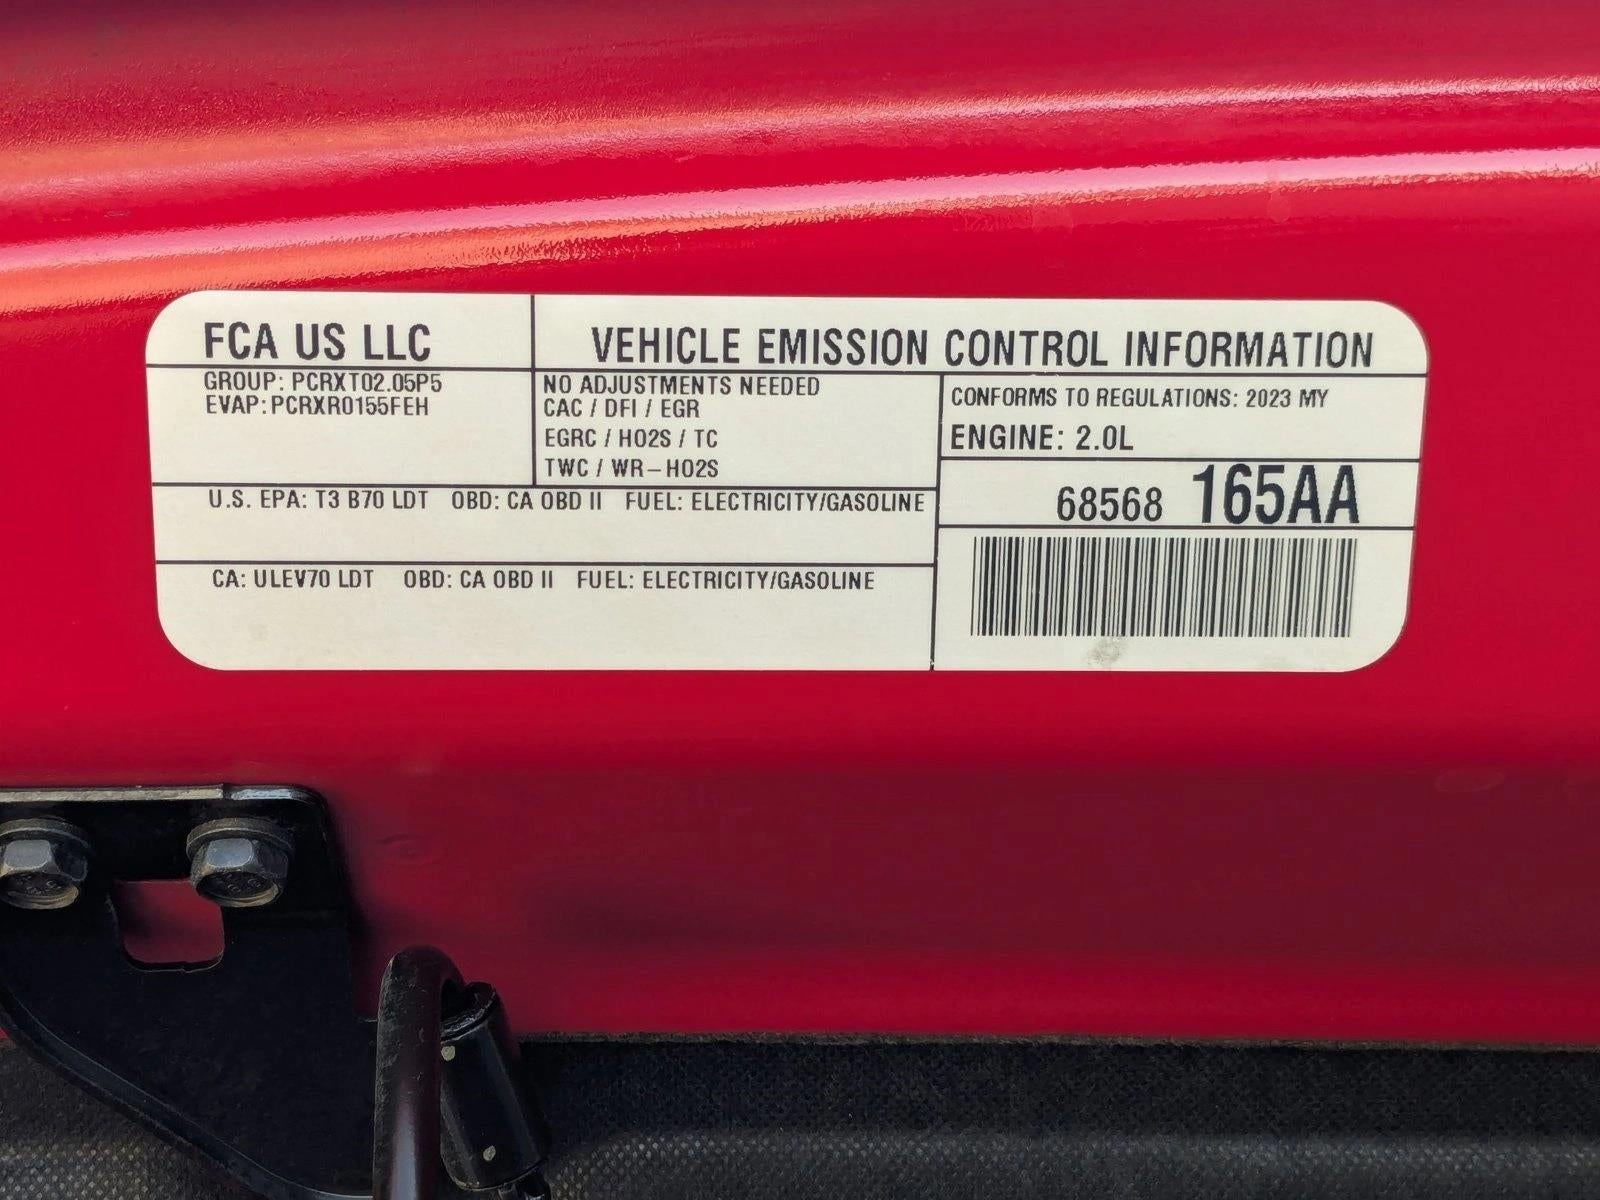 FCA US LLC
VEHICLE EMISSION CONTROL INFORMATION
GROUP: PCRXT02.05P5
EVAP: PCRXR0155FEH
NO ADJUSTMENTS NEEDED
CAC / DFI / EGR
EGRC / HO2S / TC
TWC / WR-HO2S
CONFORMS TO REGULATIONS: 2023 MY
ENGINE: 2.0L
68568 165AA
U.S. EPA: T3 B70 LDT OBD: CA OBD II FUEL: ELECTRICITY/GASOLINE
CA: ULEV70 LDT OBD: CA OBD II FUEL: ELECTRICITY/GASOLINE